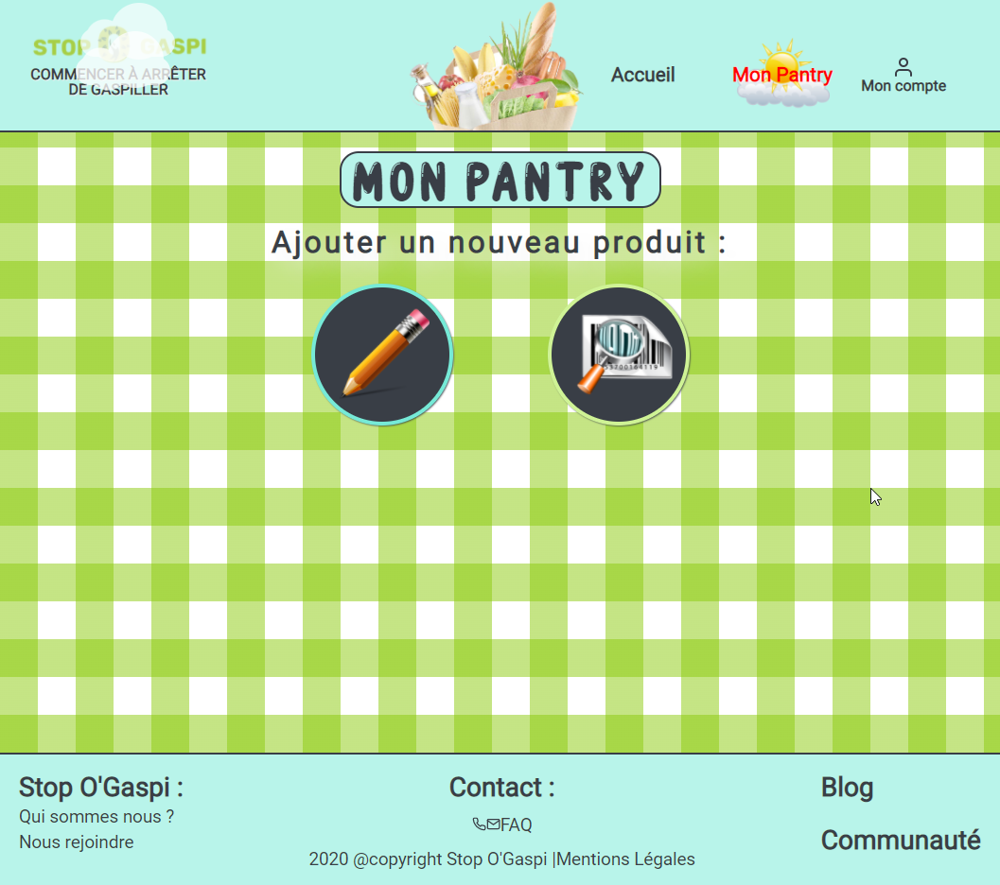 STOP O GASPI
COMMENCER À ARRÊTER
DE GASPILLER
Accueil
Mon Pantry
Mon compte
MON PANTRY
Ajouter un nouveau produit :
Stop O'Gaspi :
Qui sommes nous ?
Nous rejoindre
Contact :
FAQ
2020 @copyright Stop O'Gaspi |Mentions Légales
Blog
Communauté